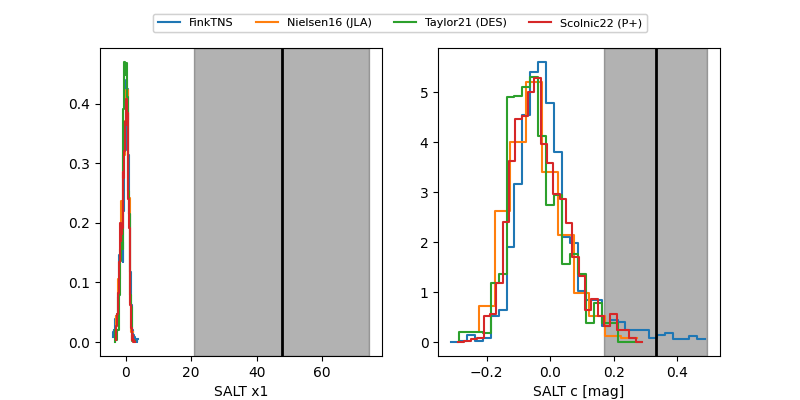 FinkTNS Nielsen16 (JLA) Taylor21 (DES) Scolnic22 (P+)
0.4
0.3
0.2
0.1
0.0
0 20 40 60
SALT x1
5
4
3
2
1
0
−0.2 0.0 0.2 0.4
SALT c [mag]